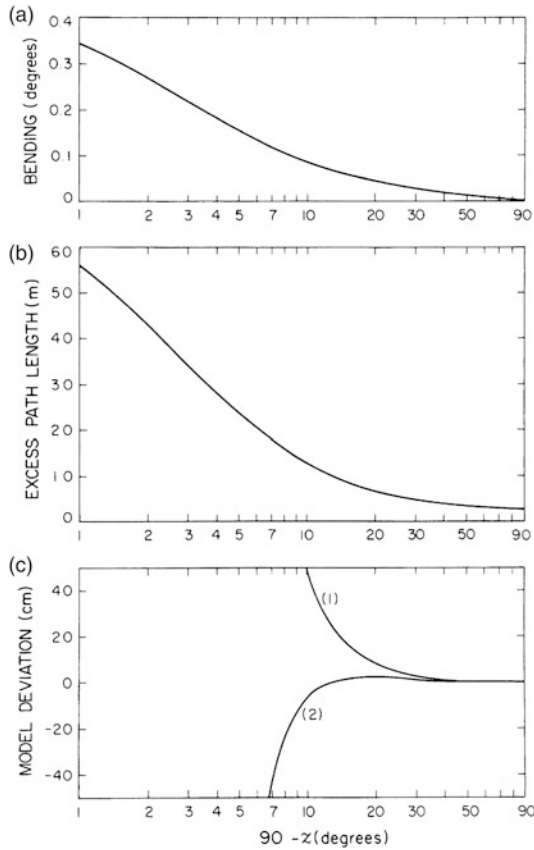 (a)
0.4
0.3
0.2
0.1
0
BENDING (degrees)
1 2 3 4 5 7 10 20 30 50 90
(b)
60
50
40
30
20
10
0
EXCESS PATH LENGTH (m)
1 2 3 4 5 7 10 20 30 50 90
(c)
40
20
0
-20
-40
MODEL DEVIATION (cm)
(1)
(2)
1 2 3 4 5 7 10 20 30 50 90
90 -z (degrees)